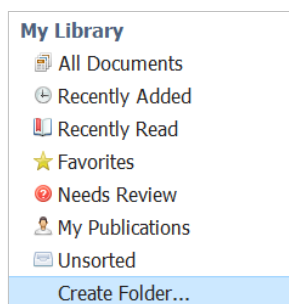 My Library
All Documents
Recently Added
Recently Read
Favorites
Needs Review
My Publications
Unsorted
Create Folder...